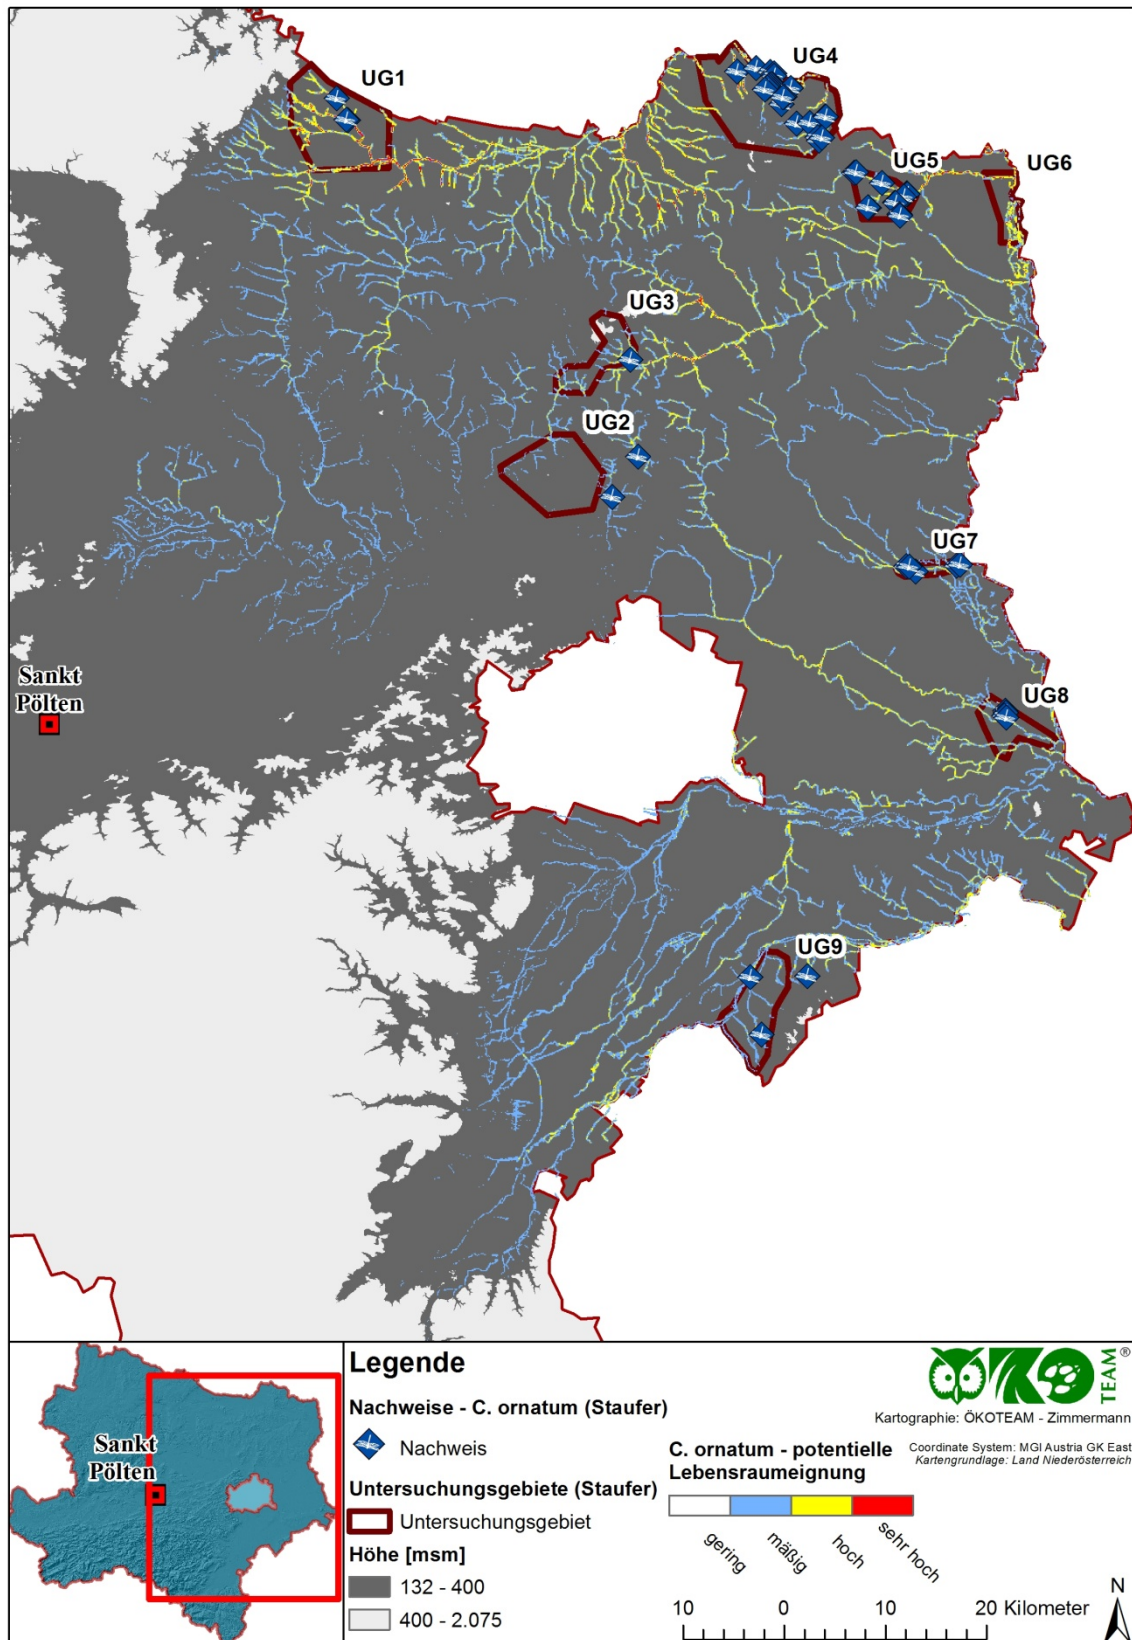 UG1
UG4
UG5
UG6
UG3
UG2
UG7
Sankt
Pölten
UG8
UG9
Legende
Nachweise - C. ornatum (Staufer)
Nachweis
Untersuchungsgebiete (Staufer)
Untersuchungsgebiet
Höhe [msm]
132 - 400
400 - 2.075
Sankt
Pölten
ÖKO
TEAM®
Kartographie: ÖKOTEAM - Zimmermann
Coordinate System: MGI Austria GK East
Kartengrundlage: Land Niederösterreich
C. ornatum - potentielle
Lebensraumeignung
gering
mäßig
hoch
sehr hoch
N
10 0 10 20 Kilometer